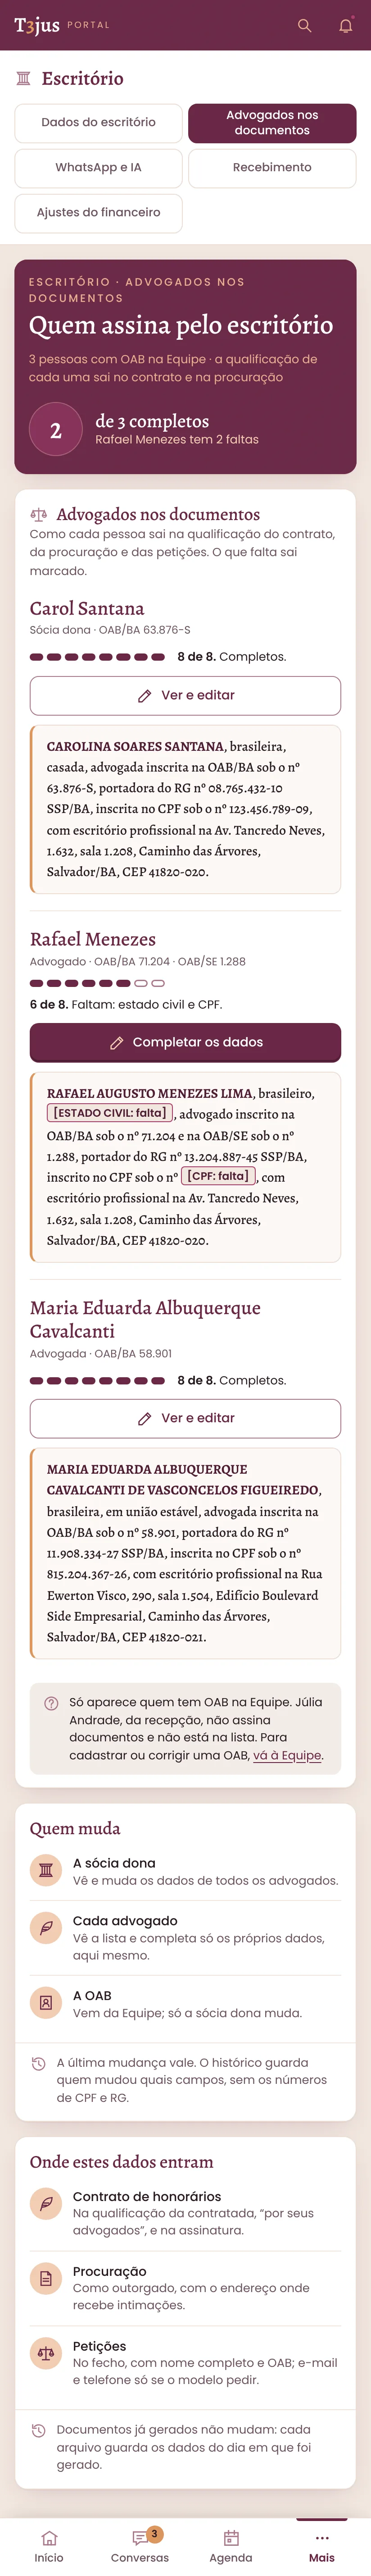 T3jus PORTAL
Escritório
Dados do escritório
Advogados nos
documentos
WhatsApp e IA
Recebimento
Ajustes do financeiro
ESCRITÓRIO · ADVOGADOS NOS
DOCUMENTOS
Quem assina pelo escritório
3 pessoas com OAB na Equipe · a qualificação de
cada uma sai no contrato e na procuração
2
de 3 completos
Rafael Menezes tem 2 faltas
Advogados nos documentos
Como cada pessoa sai na qualificação do contrato,
da procuração e das petições. O que falta sai
marcado.
Carol Santana
Sócia dona · OAB/BA 63.876-S
8 de 8. Completos.
Ver e editar
CAROLINA SOARES SANTANA, brasileira,
casada, advogada inscrita na OAB/BA sob o nº
63.876-S, portadora do RG nº 08.765.432-10
SSP/BA, inscrita no CPF sob o nº 123.456.789-09,
com escritório profissional na Av. Tancredo Neves,
1.632, sala 1.208, Caminho das Árvores,
Salvador/BA, CEP 41820-020.
Rafael Menezes
Advogado · OAB/BA 71.204 · OAB/SE 1.288
6 de 8. Faltam: estado civil e CPF.
Completar os dados
RAFAEL AUGUSTO MENEZES LIMA, brasileiro,
[ESTADO CIVIL: falta], advogado inscrito na
OAB/BA sob o nº 71.204 e na OAB/SE sob o nº
1.288, portador do RG nº 13.204.887-45 SSP/BA,
inscrito no CPF sob o nº [CPF: falta], com
escritório profissional na Av. Tancredo Neves,
1.632, sala 1.208, Caminho das Árvores,
Salvador/BA, CEP 41820-020.
Maria Eduarda Albuquerque
Cavalcanti
Advogada · OAB/BA 58.901
8 de 8. Completos.
Ver e editar
MARIA EDUARDA ALBUQUERQUE
CAVALCANTI DE VASCONCELOS FIGUEIREDO,
brasileira, em união estável, advogada inscrita na
OAB/BA sob o nº 58.901, portadora do RG nº
11.908.334-27 SSP/BA, inscrita no CPF sob o nº
815.204.367-26, com escritório profissional na Rua
Ewerton Visco, 290, sala 1.504, Edifício Boulevard
Side Empresarial, Caminho das Árvores,
Salvador/BA, CEP 41820-021.
Só aparece quem tem OAB na Equipe. Júlia
Andrade, da recepção, não assina
documentos e não está na lista. Para
cadastrar ou corrigir uma OAB, vá à Equipe.
Quem muda
A sócia dona
Vê e muda os dados de todos os advogados.
Cada advogado
Vê a lista e completa só os próprios dados,
aqui mesmo.
A OAB
Vem da Equipe; só a sócia dona muda.
A última mudança vale. O histórico guarda
quem mudou quais campos, sem os números
de CPF e RG.
Onde estes dados entram
Contrato de honorários
Na qualificação da contratada, “por seus
advogados”, e na assinatura.
Procuração
Como outorgado, com o endereço onde
recebe intimações.
Petições
No fecho, com nome completo e OAB; e-mail
e telefone só se o modelo pedir.
Documentos já gerados não mudam: cada
arquivo guarda os dados do dia em que foi
gerado.
Início
Conversas
3
Agenda
Mais